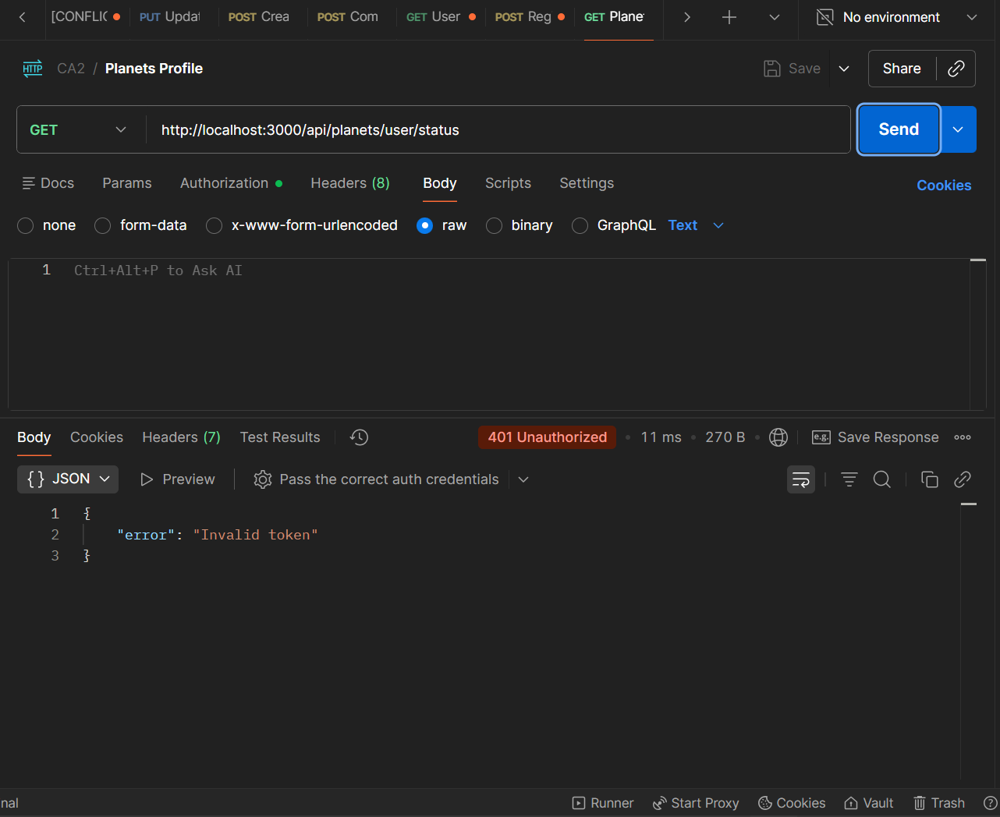 [CONFLIC PUT Updat POST Crea POST Com GET User POST Reg GET Plane No environment
HTTP CA2 / Planets Profile Save Share
GET http://localhost:3000/api/planets/user/status Send
Docs Params Authorization Headers (8) Body Scripts Settings Cookies
none form-data x-www-form-urlencoded raw binary GraphQL Text
1 Ctrl+Alt+P to Ask AI
Body Cookies Headers (7) Test Results 401 Unauthorized • 11 ms • 270 B • e.g. Save Response
{} JSON Preview Pass the correct auth credentials
1 {
2 "error": "Invalid token"
3 }
nal Runner Start Proxy Cookies Vault Trash ?